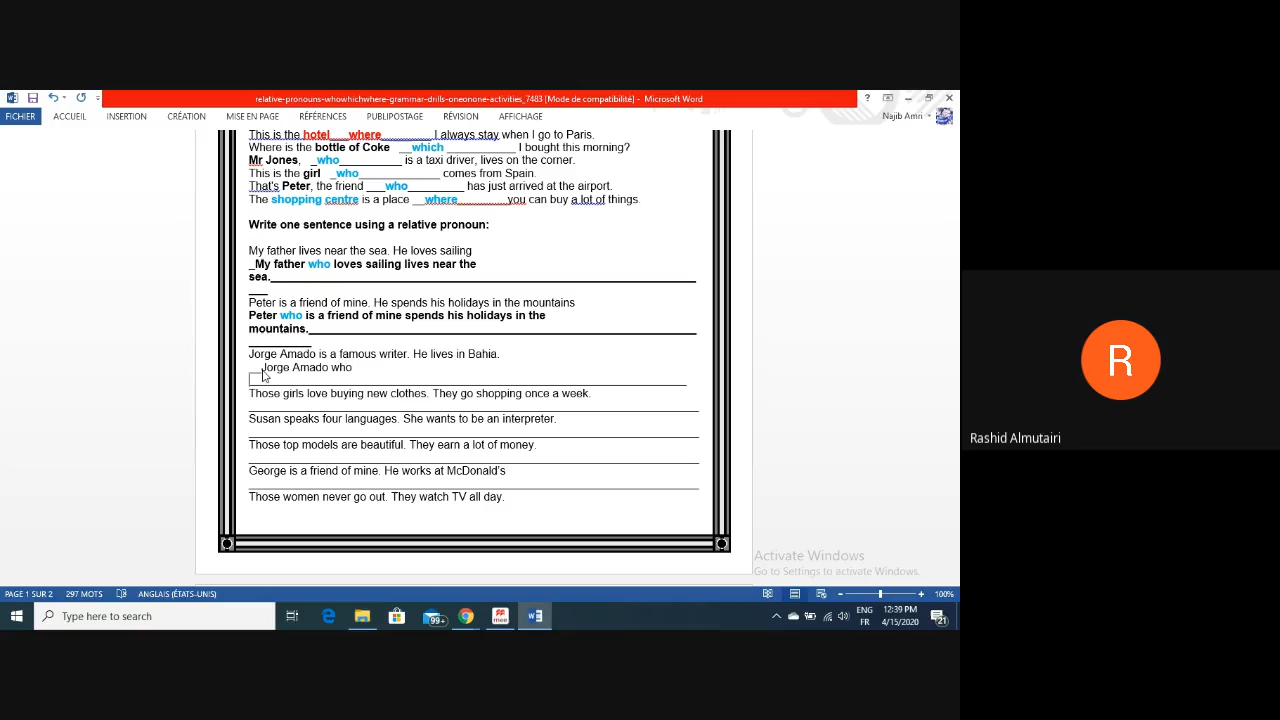 relative-pronouns-whowhichwhere-grammar-drills-oneonone-activities_7483 [Mode de compatibilité] - Microsoft Word
FICHIER ACCUEIL INSERTION CRÉATION MISE EN PAGE RÉFÉRENCES PUBLIPOSTAGE RÉVISION AFFICHAGE Najib Amri
This is the hotel___where_________ I always stay when I go to Paris.
Where is the bottle of Coke __which ___________ I bought this morning?
Mr Jones, _who__________ is a taxi driver, lives on the corner.
This is the girl _who_____________ comes from Spain.
That's Peter, the friend ___who_________ has just arrived at the airport.
The shopping centre is a place __where_________you can buy a lot of things.
Write one sentence using a relative pronoun:
My father lives near the sea. He loves sailing
_My father who loves sailing lives near the
sea.
Peter is a friend of mine. He spends his holidays in the mountains
Peter who is a friend of mine spends his holidays in the
mountains.
Jorge Amado is a famous writer. He lives in Bahia.
Jorge Amado who
Those girls love buying new clothes. They go shopping once a week.
Susan speaks four languages. She wants to be an interpreter.
Those top models are beautiful. They earn a lot of money.
George is a friend of mine. He works at McDonald's
Those women never go out. They watch TV all day.
R
Rashid Almutairi
Activate Windows
Go to Settings to activate Windows.
PAGE 1 SUR 2 297 MOTS ANGLAIS (ÉTATS-UNIS) 100%
Type here to search 99+ mee ENG FR 12:39 PM 4/15/2020 21